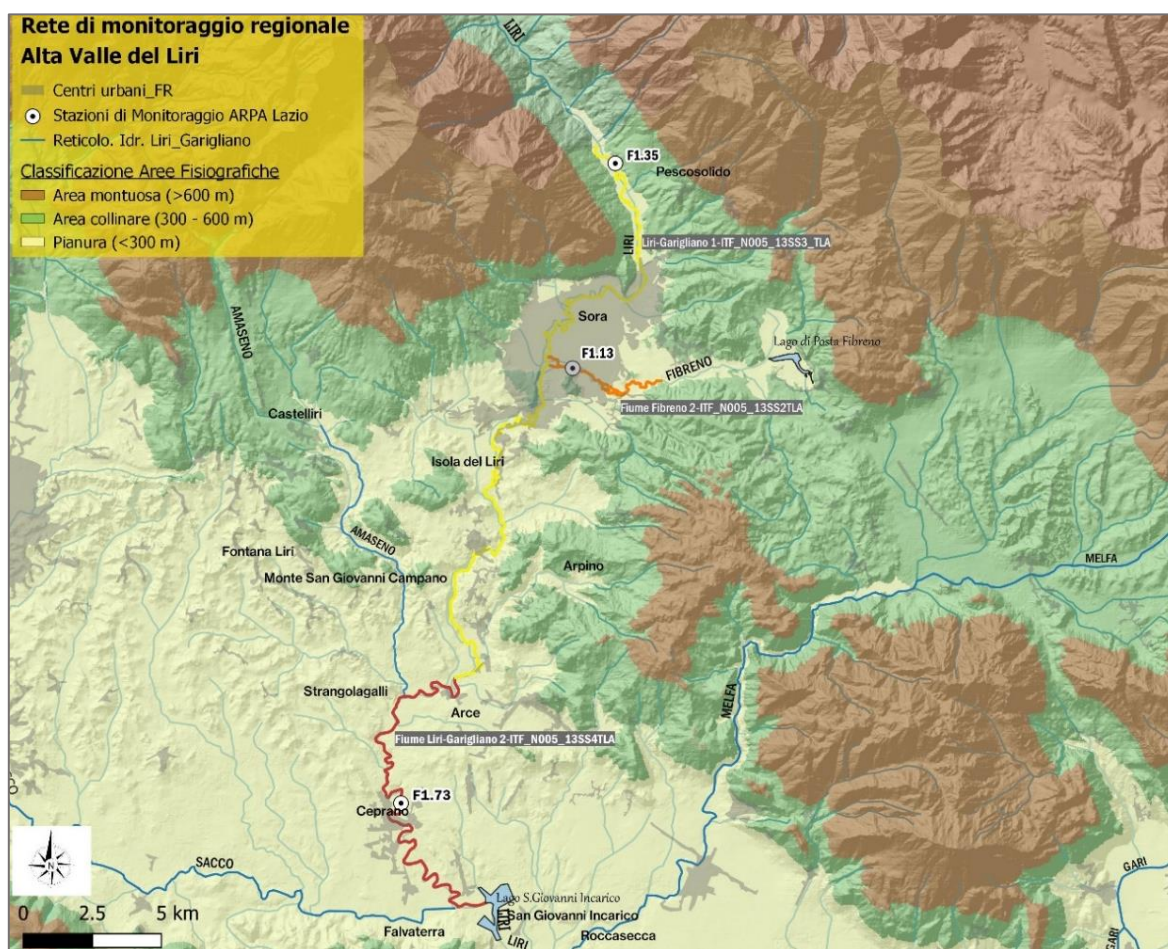 Rete di monitoraggio regionale
Alta Valle del Liri
Centri urbani_FR
Stazioni di Monitoraggio ARPA Lazio
Reticolo. Idr. Liri_Garigliano
Classificazione Aree Fisiografiche
Area montuosa (>600 m)
Area collinare (300 - 600 m)
Pianura (<300 m)
LIRI
F1.35
Pescosolido
LIRI
Liri-Garigliano 1-ITF_N005_13SS3_TLA
AMASENO
Sora
Lago di Posta Fibreno
F1.13
FIBRENO
Fiume Fibreno 2-ITF_N005_13SS2TLA
Castelliri
Isola del Liri
AMASENO
Fontana Liri
Monte San Giovanni Campano
Arpino
MELFA
Strangolagalli
Arce
MELFA
Fiume Liri-Garigliano 2-ITF_N005_13SS4TLA
F1.73
Ceprano
N
SACCO
GARI
Lago S.Giovanni Incarico
LIRI
San Giovanni Incarico
0 2.5 5 km
Falvaterra
LIRI
Roccasecca
GARI